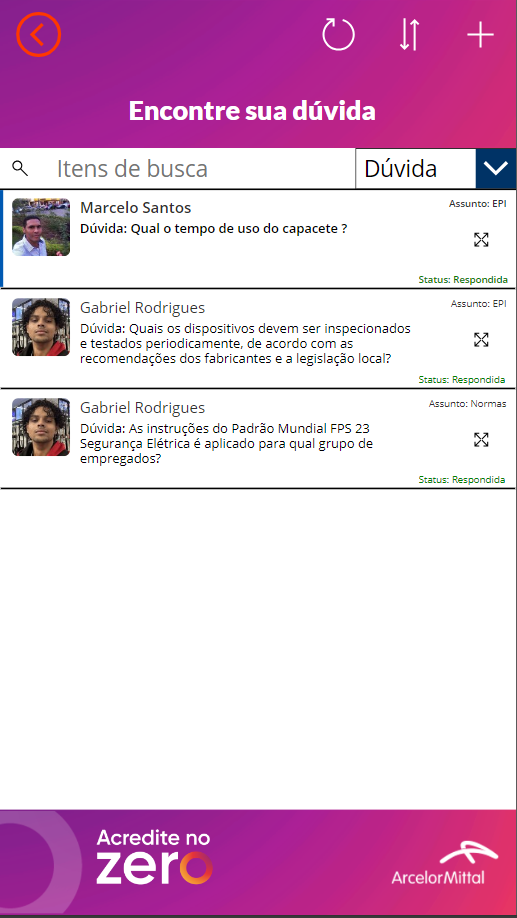 Encontre sua dúvida
Itens de busca
Dúvida
Marcelo Santos
Assunto: EPI
Dúvida: Qual o tempo de uso do capacete ?
Status: Respondida
Gabriel Rodrigues
Assunto: EPI
Dúvida: Quais os dispositivos devem ser inspecionados
e testados periodicamente, de acordo com as
recomendações dos fabricantes e a legislação local?
Status: Respondida
Gabriel Rodrigues
Assunto: Normas
Dúvida: As instruções do Padrão Mundial FPS 23
Segurança Elétrica é aplicado para qual grupo de
empregados?
Status: Respondida
Acredite no
zero
ArcelorMittal